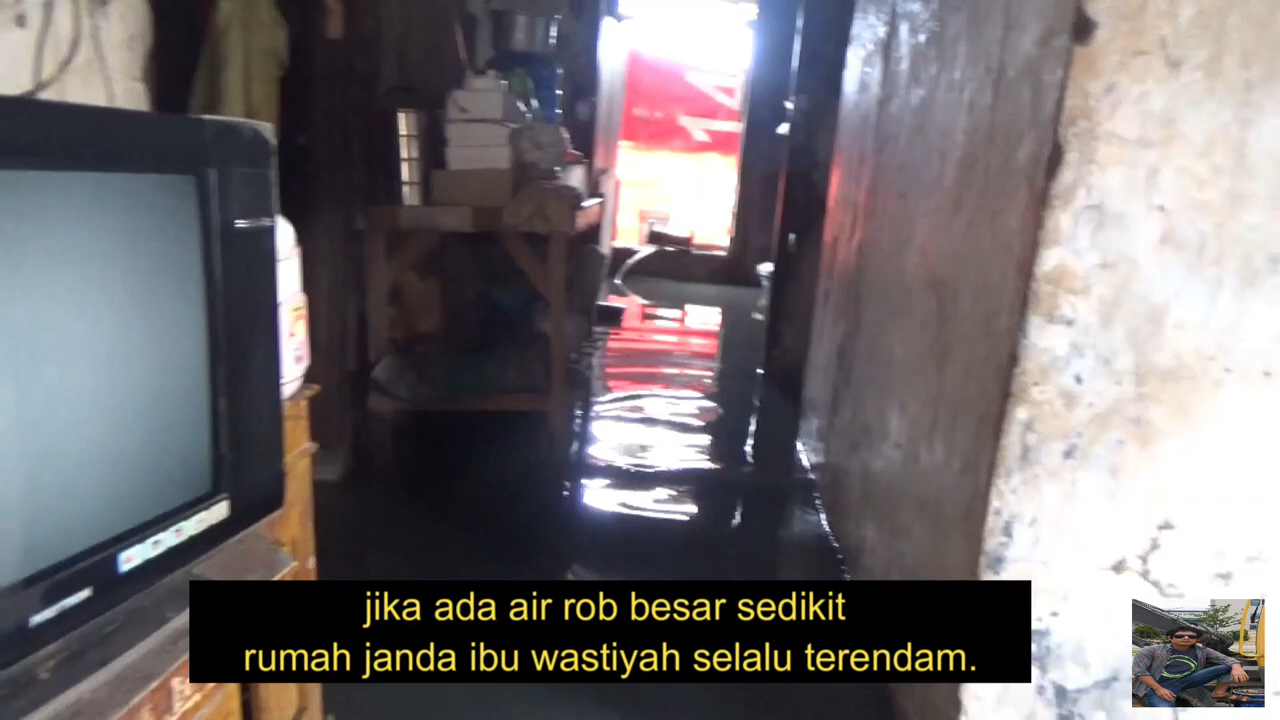 jika ada air rob besar sedikit
rumah janda ibu wastiyah selalu terendam.